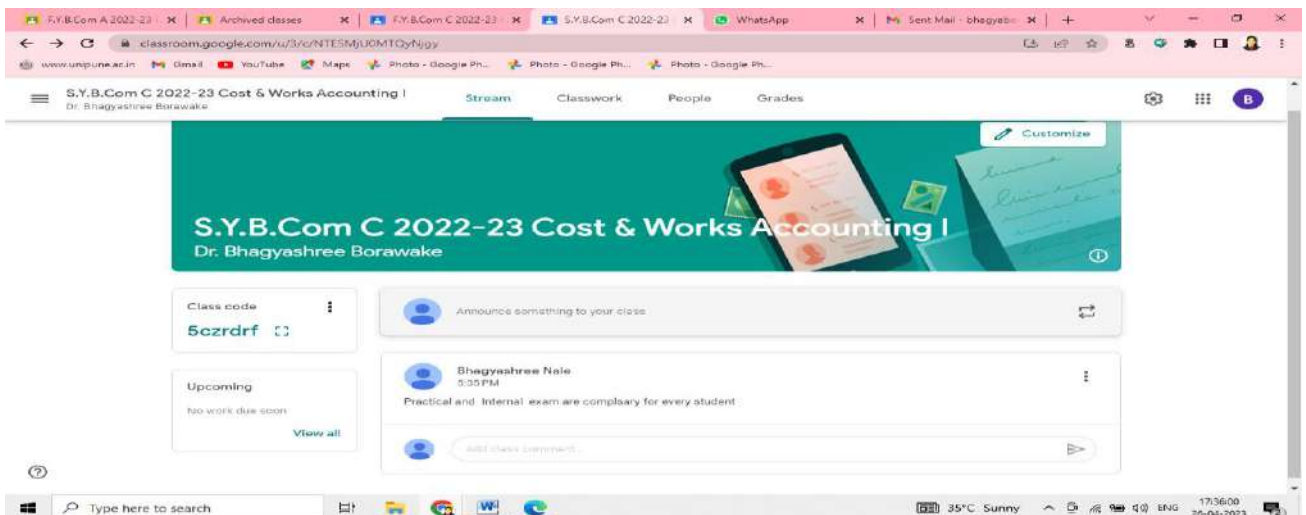 F.Y.B.Com A 2022-23
Archived classes
F.Y.B.Com C 2022-23
S.Y.B.Com C 2022-23
WhatsApp
Sent Mail - bhagyab
classroom.google.com/u/3/c/NTE5MjU0MTQyNjgy
www.unipune.ac.in
Gmail
YouTube
Maps
Photo - Google Ph...
Photo - Google Ph...
Photo - Google Ph...
S.Y.B.Com C 2022-23 Cost & Works Accounting I
Dr. Bhagyashree Borawake
Stream
Classwork
People
Grades
B
Customize
S.Y.B.Com C 2022-23 Cost & Works Accounting I
Dr. Bhagyashree Borawake
Class code
5czrdrf
Announce something to your class
Upcoming
No work due soon
View all
Bhagyashree Nale
5:35 PM
Practical and Internal exam are complsary for every student
Add class comment...
Type here to search
35°C Sunny
ENG
17:36:00
26-04-2023